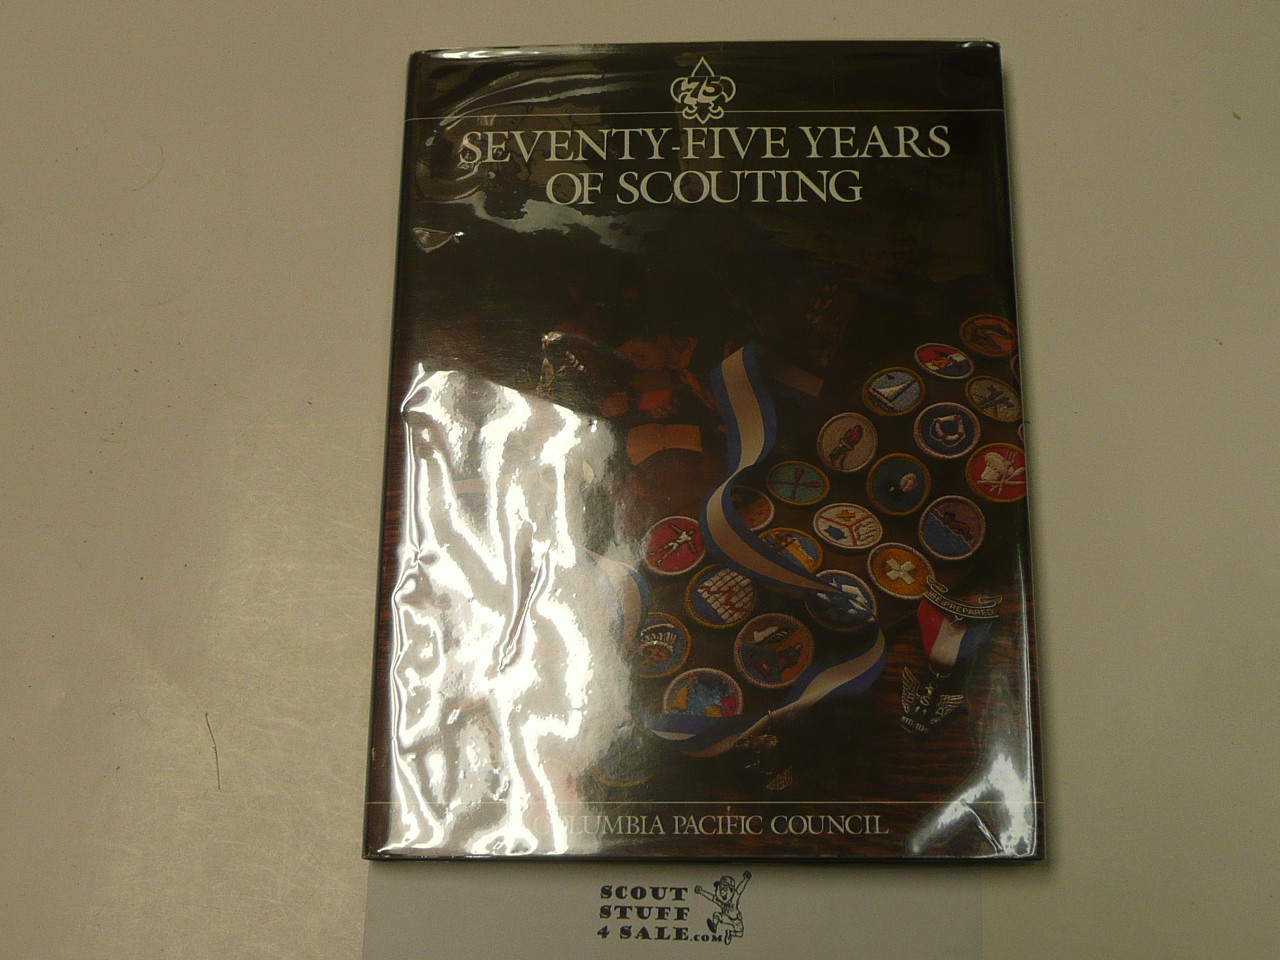 75
SEVENTY-FIVE YEARS
OF SCOUTING
BE PREPARED
COLUMBIA PACIFIC COUNCIL
SCOUT
STUFF
4 SALE.COM